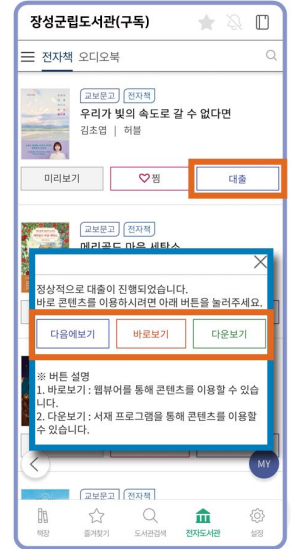 장성군립도서관(구독)
전자책 오디오북
교보문고 전자책
우리가 빛의 속도로 갈 수 없다면
김초엽 | 허블
미리보기 찜 대출
교보문고 전자책
메리골드 마음 세탁소
정상적으로 대출이 진행되었습니다.
바로 콘텐츠를 이용하시려면 아래 버튼을 눌러주세요.
다음에보기 바로보기 다운보기
※ 버튼 설명
1. 바로보기 : 웹뷰어를 통해 콘텐츠를 이용할 수 있습
니다.
2. 다운보기 : 서재 프로그램을 통해 콘텐츠를 이용할
수 있습니다.
MY
교보문고 전자책
책장 즐겨찾기 도서관검색 전자도서관 설정